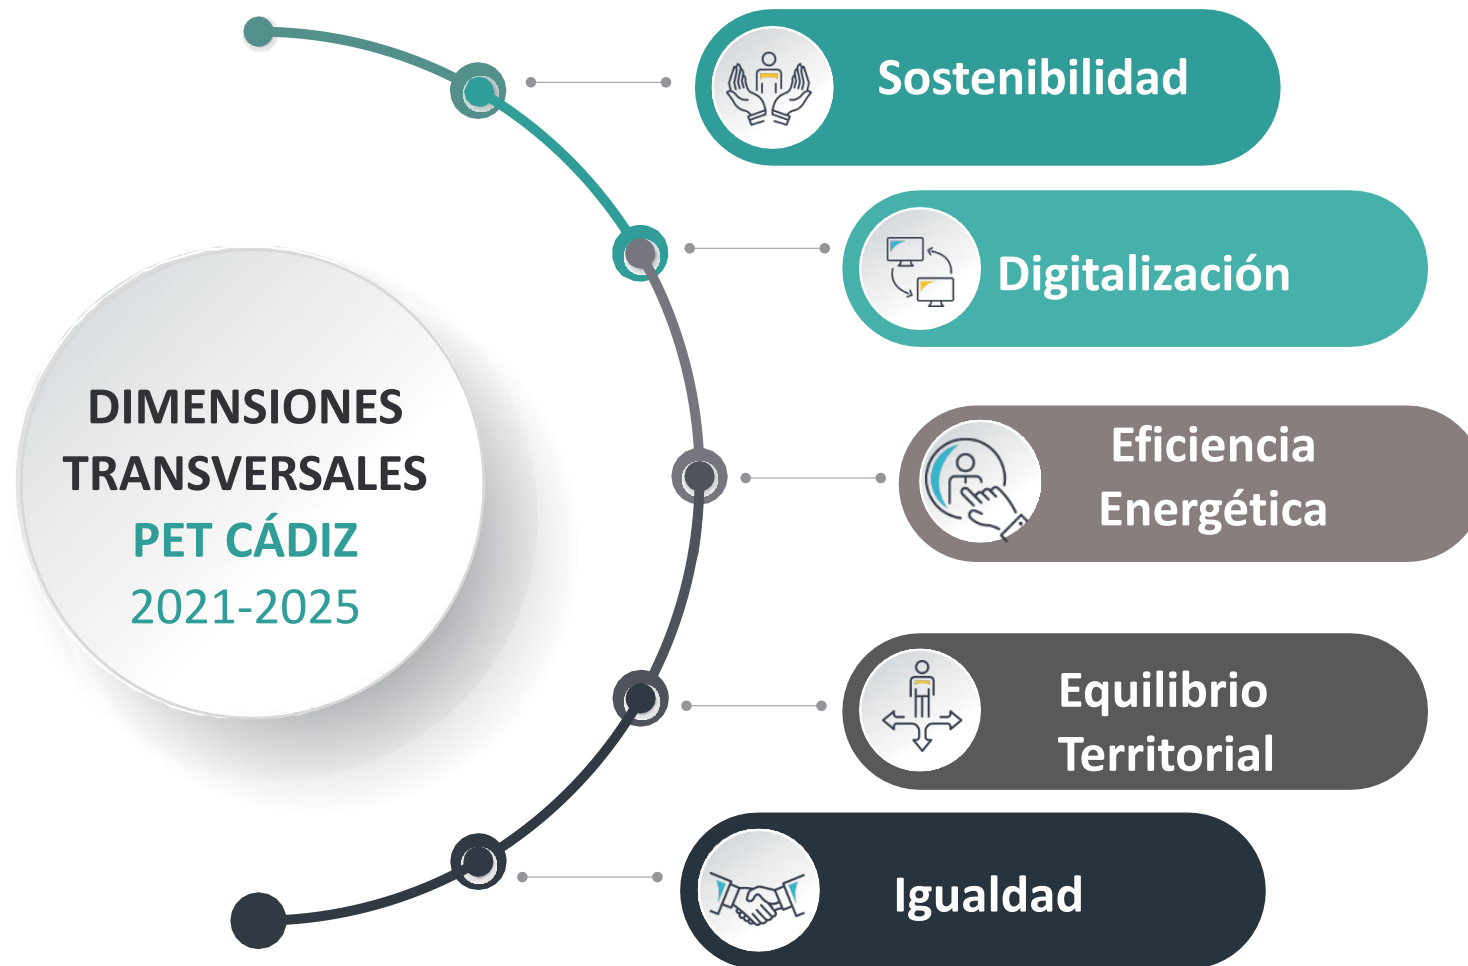 DIMENSIONES
TRANSVERSALES
PET CÁDIZ
2021-2025
Sostenibilidad
Digitalización
Eficiencia
Energética
Equilibrio
Territorial
Igualdad